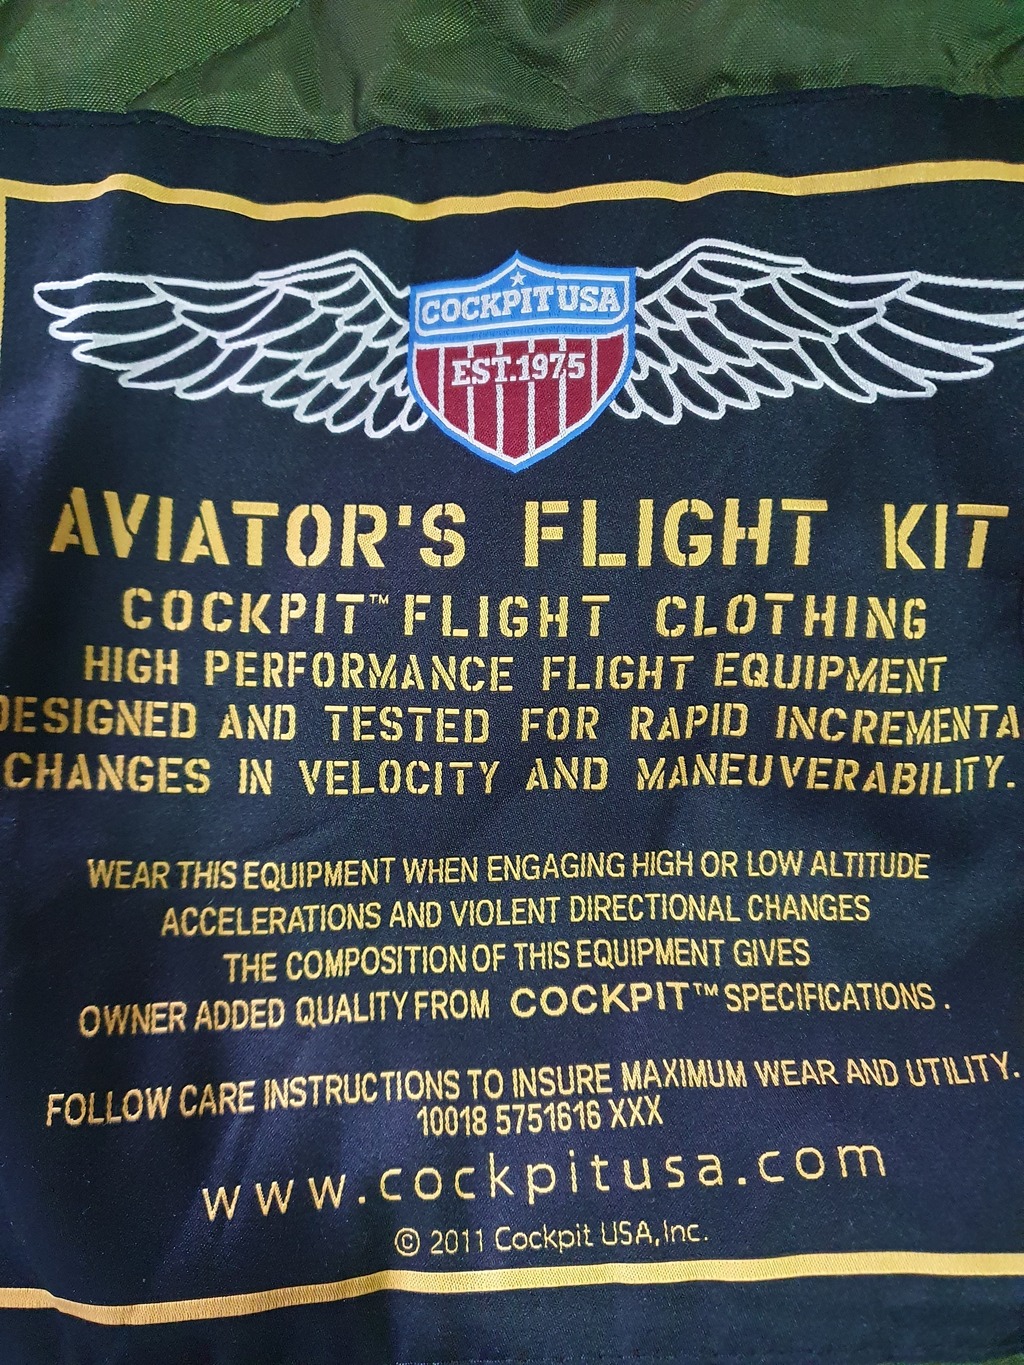 COCKPIT USA
EST.1975
AVIATOR'S FLIGHT KIT
COCKPIT™ FLIGHT CLOTHING
HIGH PERFORMANCE FLIGHT EQUIPMENT
DESIGNED AND TESTED FOR RAPID INCREMENTA
CHANGES IN VELOCITY AND MANEUVERABILITY.
WEAR THIS EQUIPMENT WHEN ENGAGING HIGH OR LOW ALTITUDE
ACCELERATIONS AND VIOLENT DIRECTIONAL CHANGES
THE COMPOSITION OF THIS EQUIPMENT GIVES
OWNER ADDED QUALITY FROM COCKPIT™ SPECIFICATIONS .
FOLLOW CARE INSTRUCTIONS TO INSURE MAXIMUM WEAR AND UTILITY.
10018 5751616 XXX
www.cockpitusa.com
© 2011 Cockpit USA, Inc.